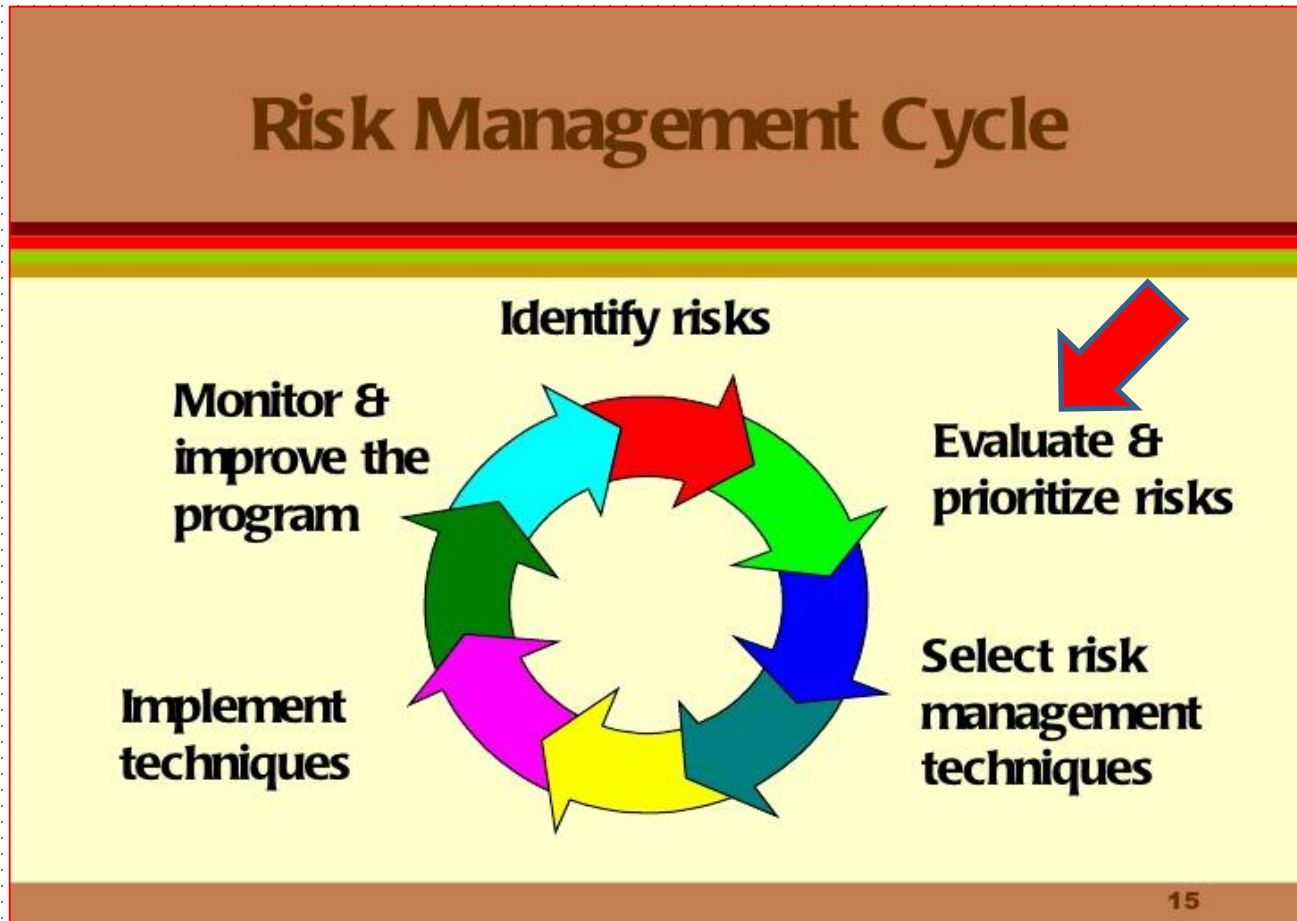 Risk Management Cycle
Identify risks
Evaluate &
prioritize risks
Select risk
management
techniques
Implement
techniques
Monitor &
improve the
program
15